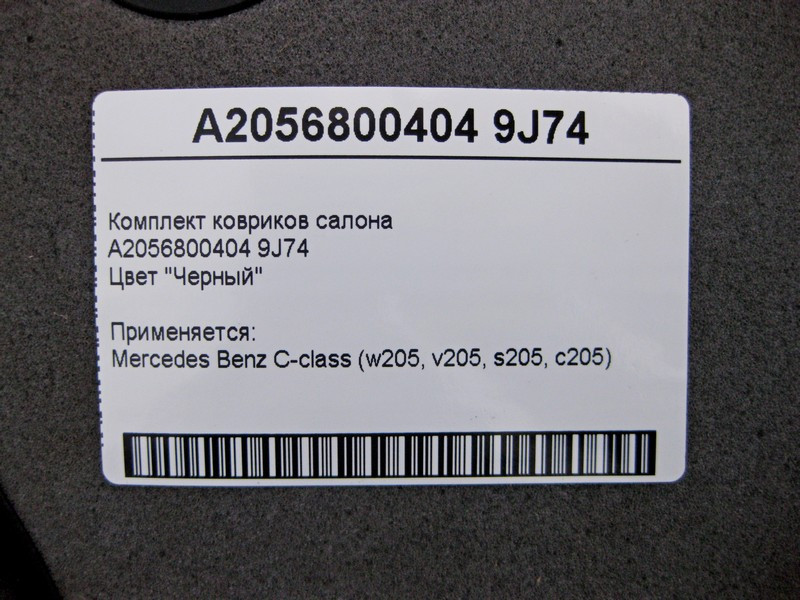 A2056800404 9J74
Комплект ковриков салона
A2056800404 9J74
Цвет "Черный"
Применяется:
Mercedes Benz C-class (w205, v205, s205, c205)